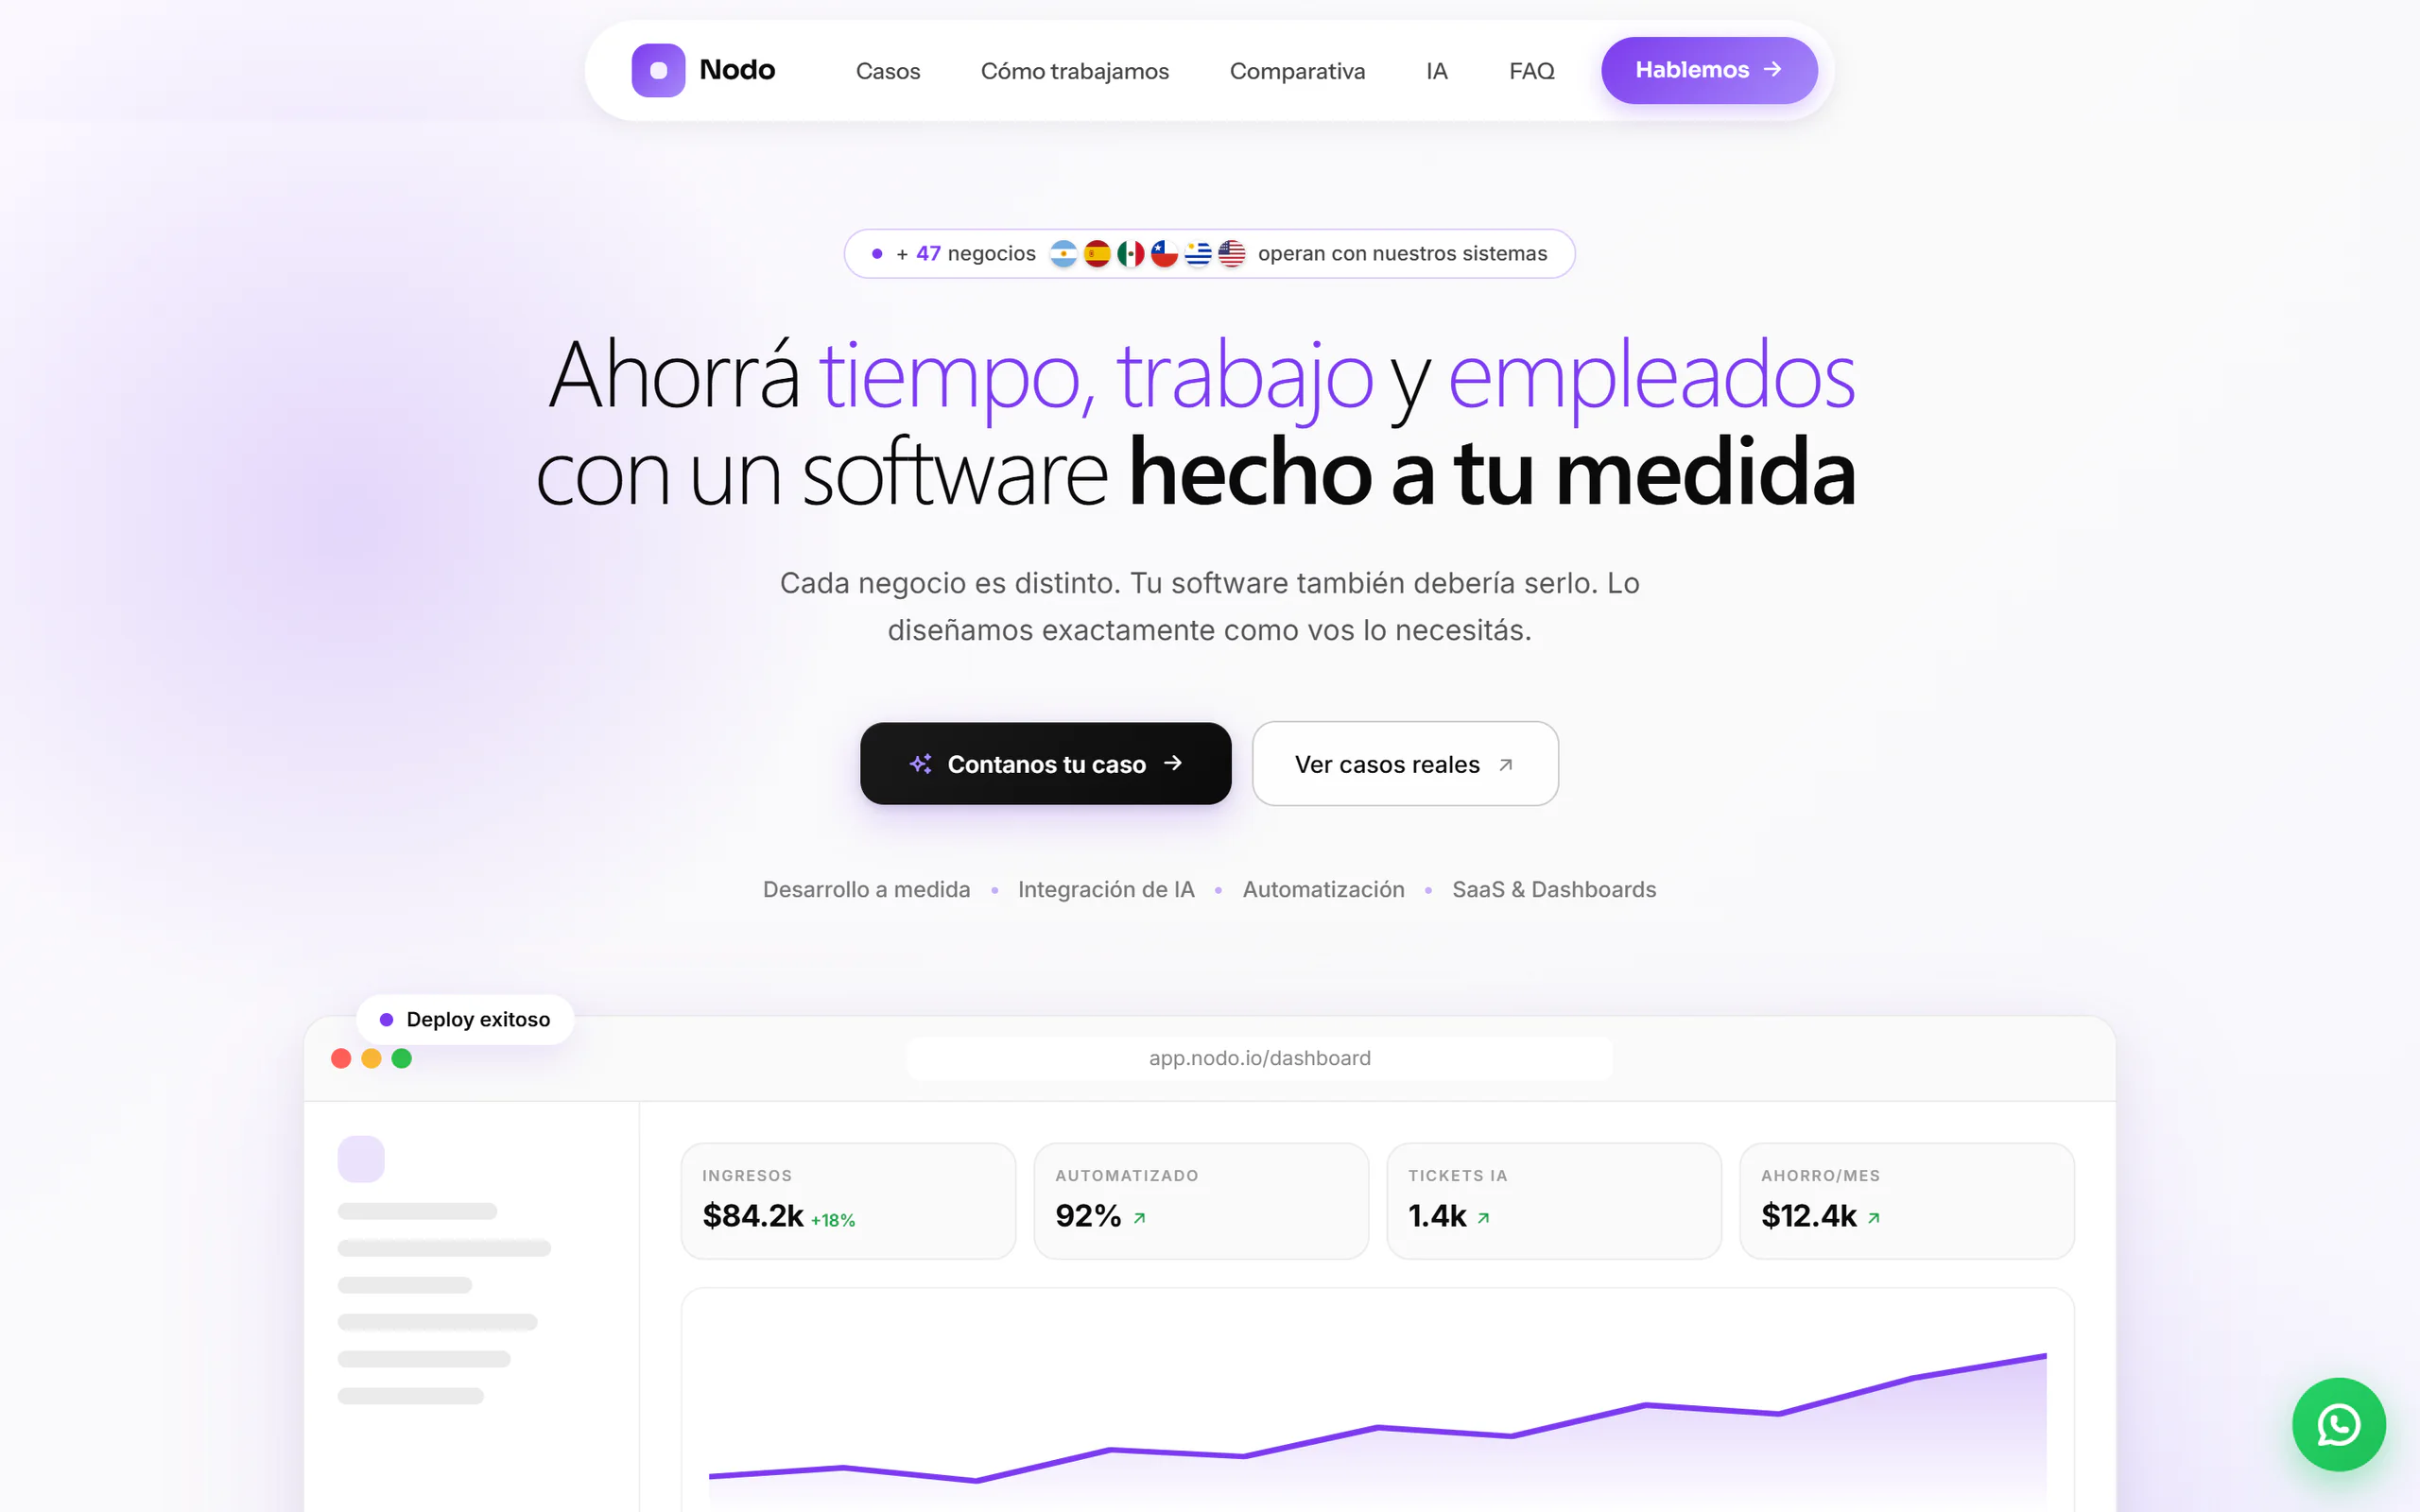 Nodo
Casos
Cómo trabajamos
Comparativa
IA
FAQ
Hablemos →
+ 47 negocios operan con nuestros sistemas
Ahorrá tiempo, trabajo y empleados
con un software hecho a tu medida
Cada negocio es distinto. Tu software también debería serlo. Lo
diseñamos exactamente como vos lo necesitás.
Contanos tu caso →
Ver casos reales ↗
Desarrollo a medida • Integración de IA • Automatización • SaaS & Dashboards
Deploy exitoso
app.nodo.io/dashboard
INGRESOS
$84.2k +18%
AUTOMATIZADO
92% ↗
TICKETS IA
1.4k ↗
AHORRO/MES
$12.4k ↗